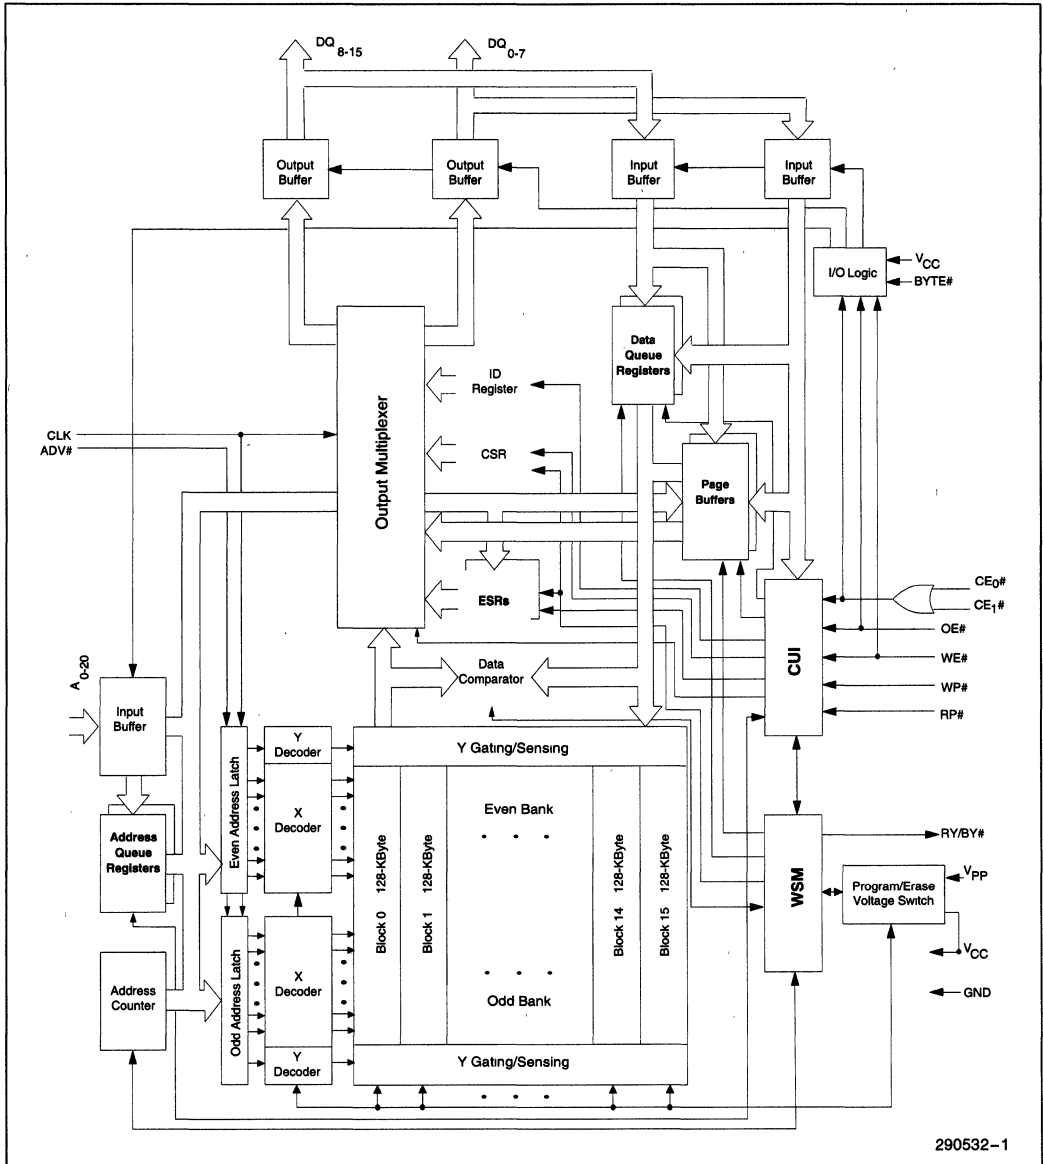 DQ 8-15
DQ 0-7
Output Buffer
Output Buffer
Input Buffer
Input Buffer
I/O Logic
VCC
BYTE#
Data Queue Registers
ID Register
CLK
ADV#
Output Multiplexer
CSR
Page Buffers
CE0#
CE1#
ESRs
OE#
CUI
WE#
A0-20
Data Comparator
WP#
Input Buffer
RP#
Even Address Latch
Y Decoder
Y Gating/Sensing
X Decoder
Even Bank
• • •
Block 0 128-KByte
Block 1 128-KByte
Block 14 128-KByte
Block 15 128-KByte
Address Queue Registers
RY/BY#
WSM
Program/Erase Voltage Switch
VPP
VCC
GND
Odd Address Latch
X Decoder
• • •
Odd Bank
Address Counter
Y Decoder
Y Gating/Sensing
• • •
290532-1